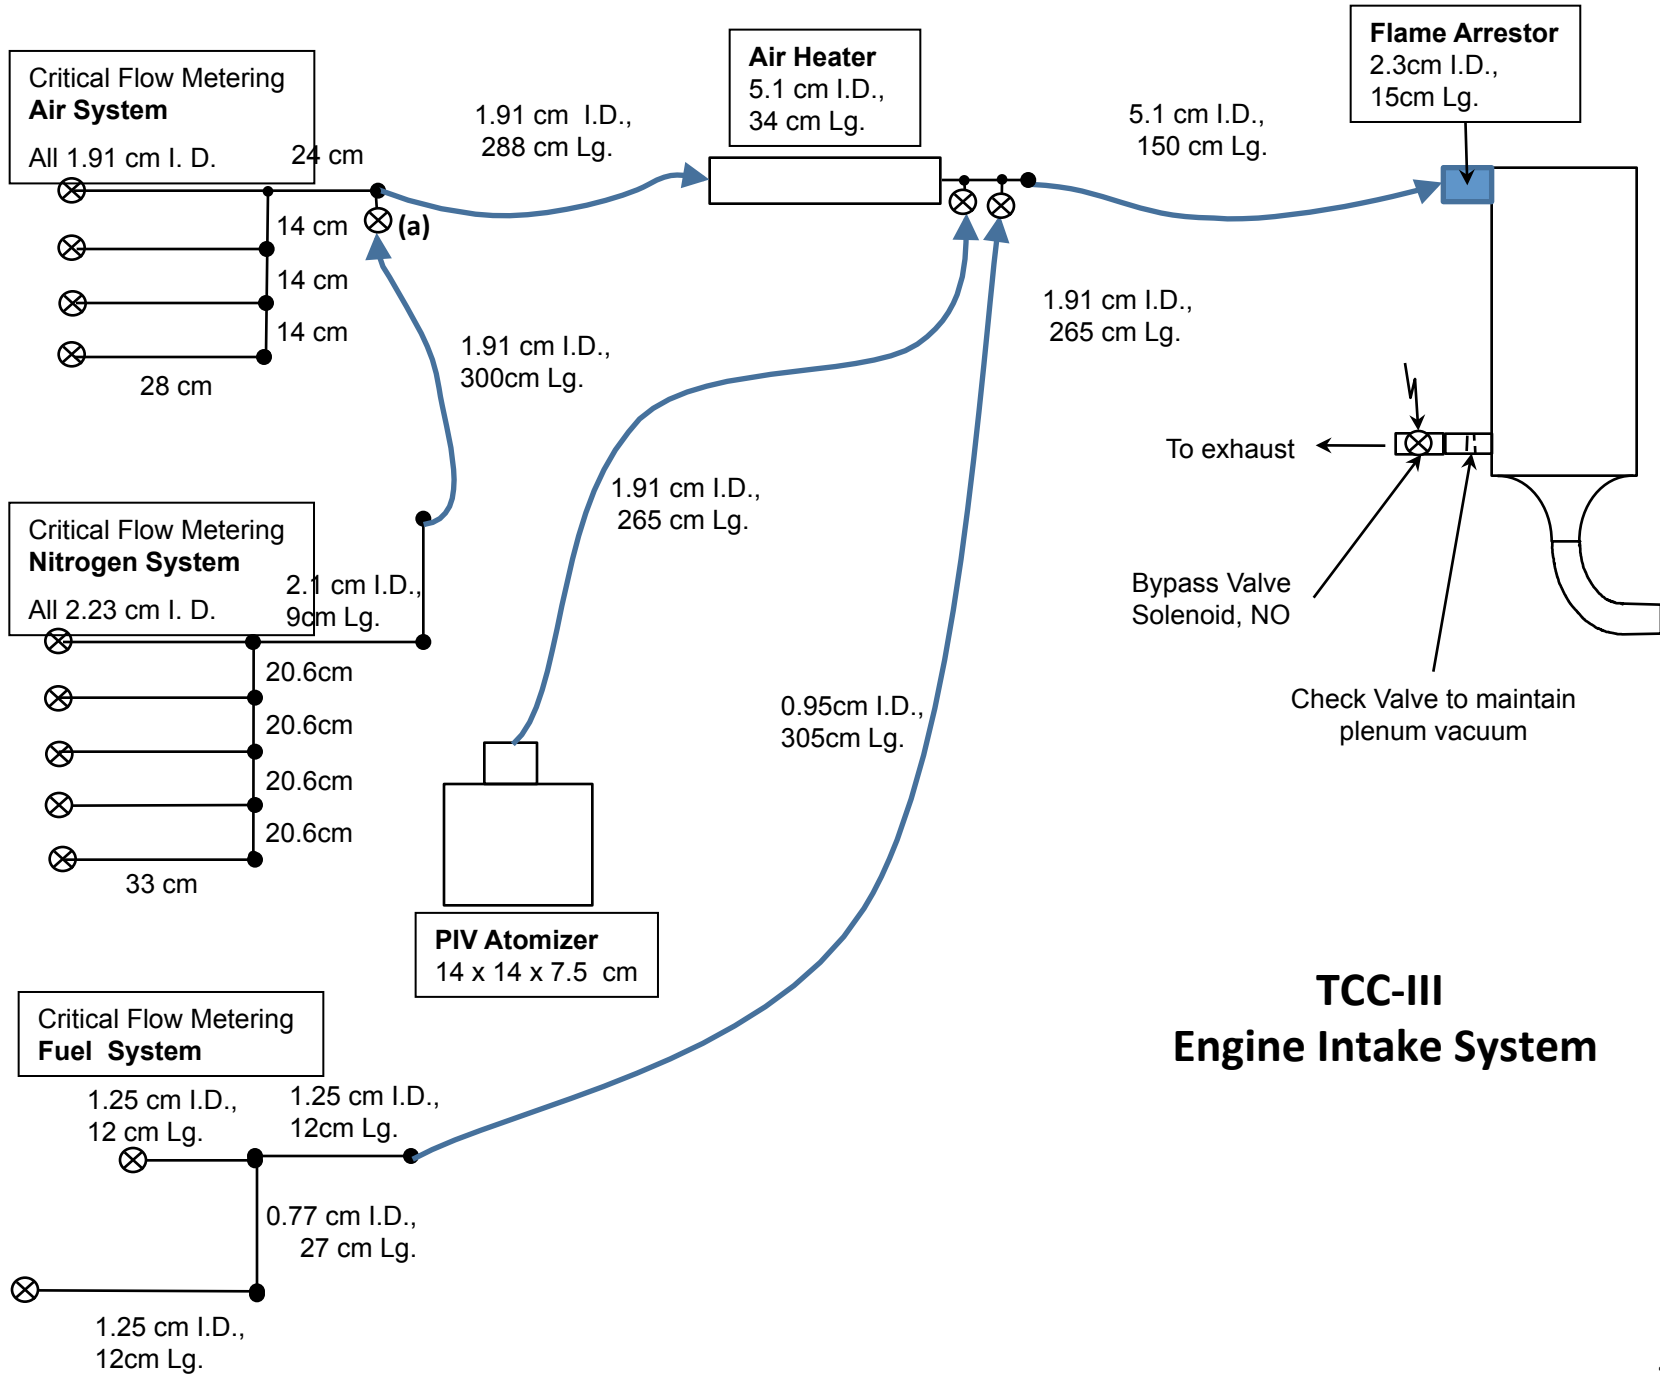 Critical Flow Metering
Air System
All 1.91 cm I. D.
24 cm
14 cm
14 cm
14 cm
28 cm
(a)
1.91 cm I.D.,
288 cm Lg.
Air Heater
5.1 cm I.D.,
34 cm Lg.
5.1 cm I.D.,
150 cm Lg.
Flame Arrestor
2.3cm I.D.,
15cm Lg.
1.91 cm I.D.,
300cm Lg.
1.91 cm I.D.,
265 cm Lg.
To exhaust
Critical Flow Metering
Nitrogen System
All 2.23 cm I. D.
2.1 cm I.D.,
9cm Lg.
20.6cm
20.6cm
20.6cm
20.6cm
33 cm
1.91 cm I.D.,
265 cm Lg.
Bypass Valve
Solenoid, NO
Check Valve to maintain
plenum vacuum
0.95cm I.D.,
305cm Lg.
PIV Atomizer
14 x 14 x 7.5 cm
TCC-III
Engine Intake System
Critical Flow Metering
Fuel System
1.25 cm I.D.,
12 cm Lg.
1.25 cm I.D.,
12cm Lg.
0.77 cm I.D.,
27 cm Lg.
1.25 cm I.D.,
12cm Lg.